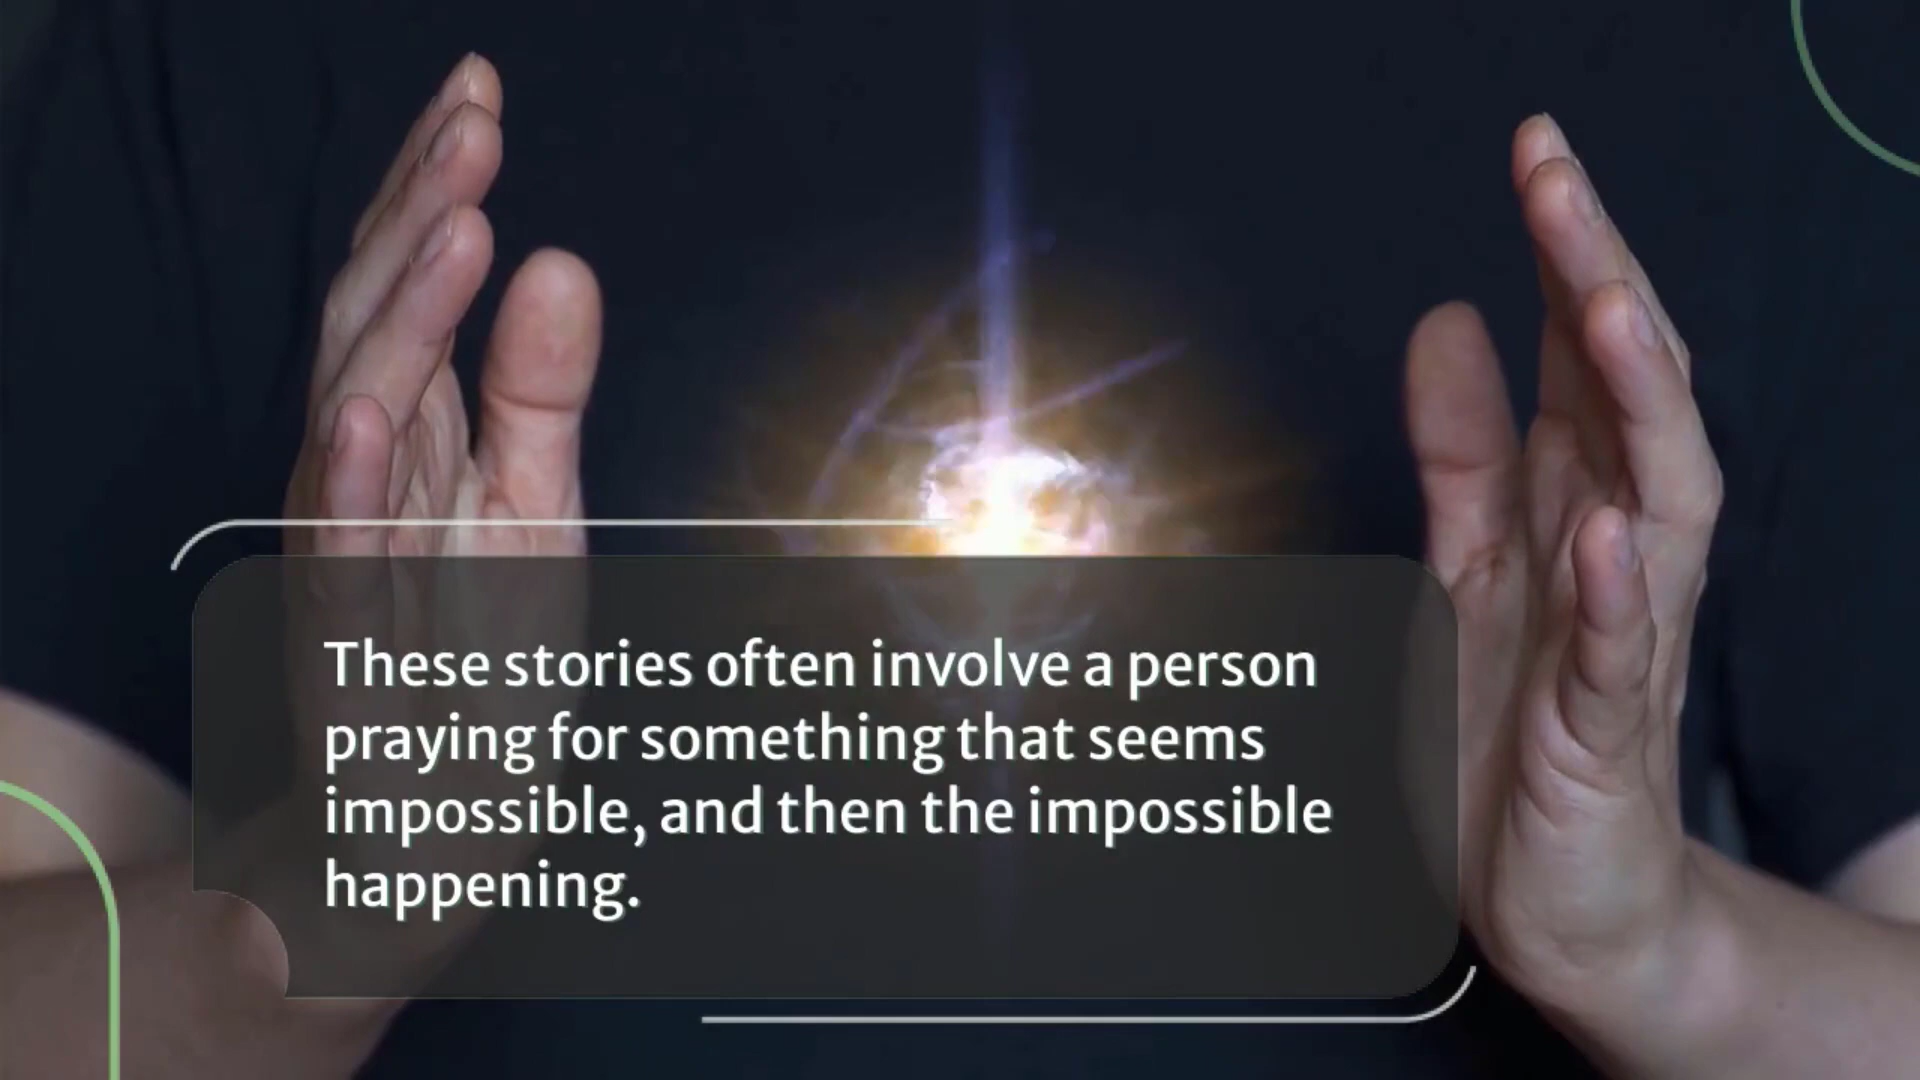 These stories often involve a person
praying for something that seems
impossible, and then the impossible
happening.